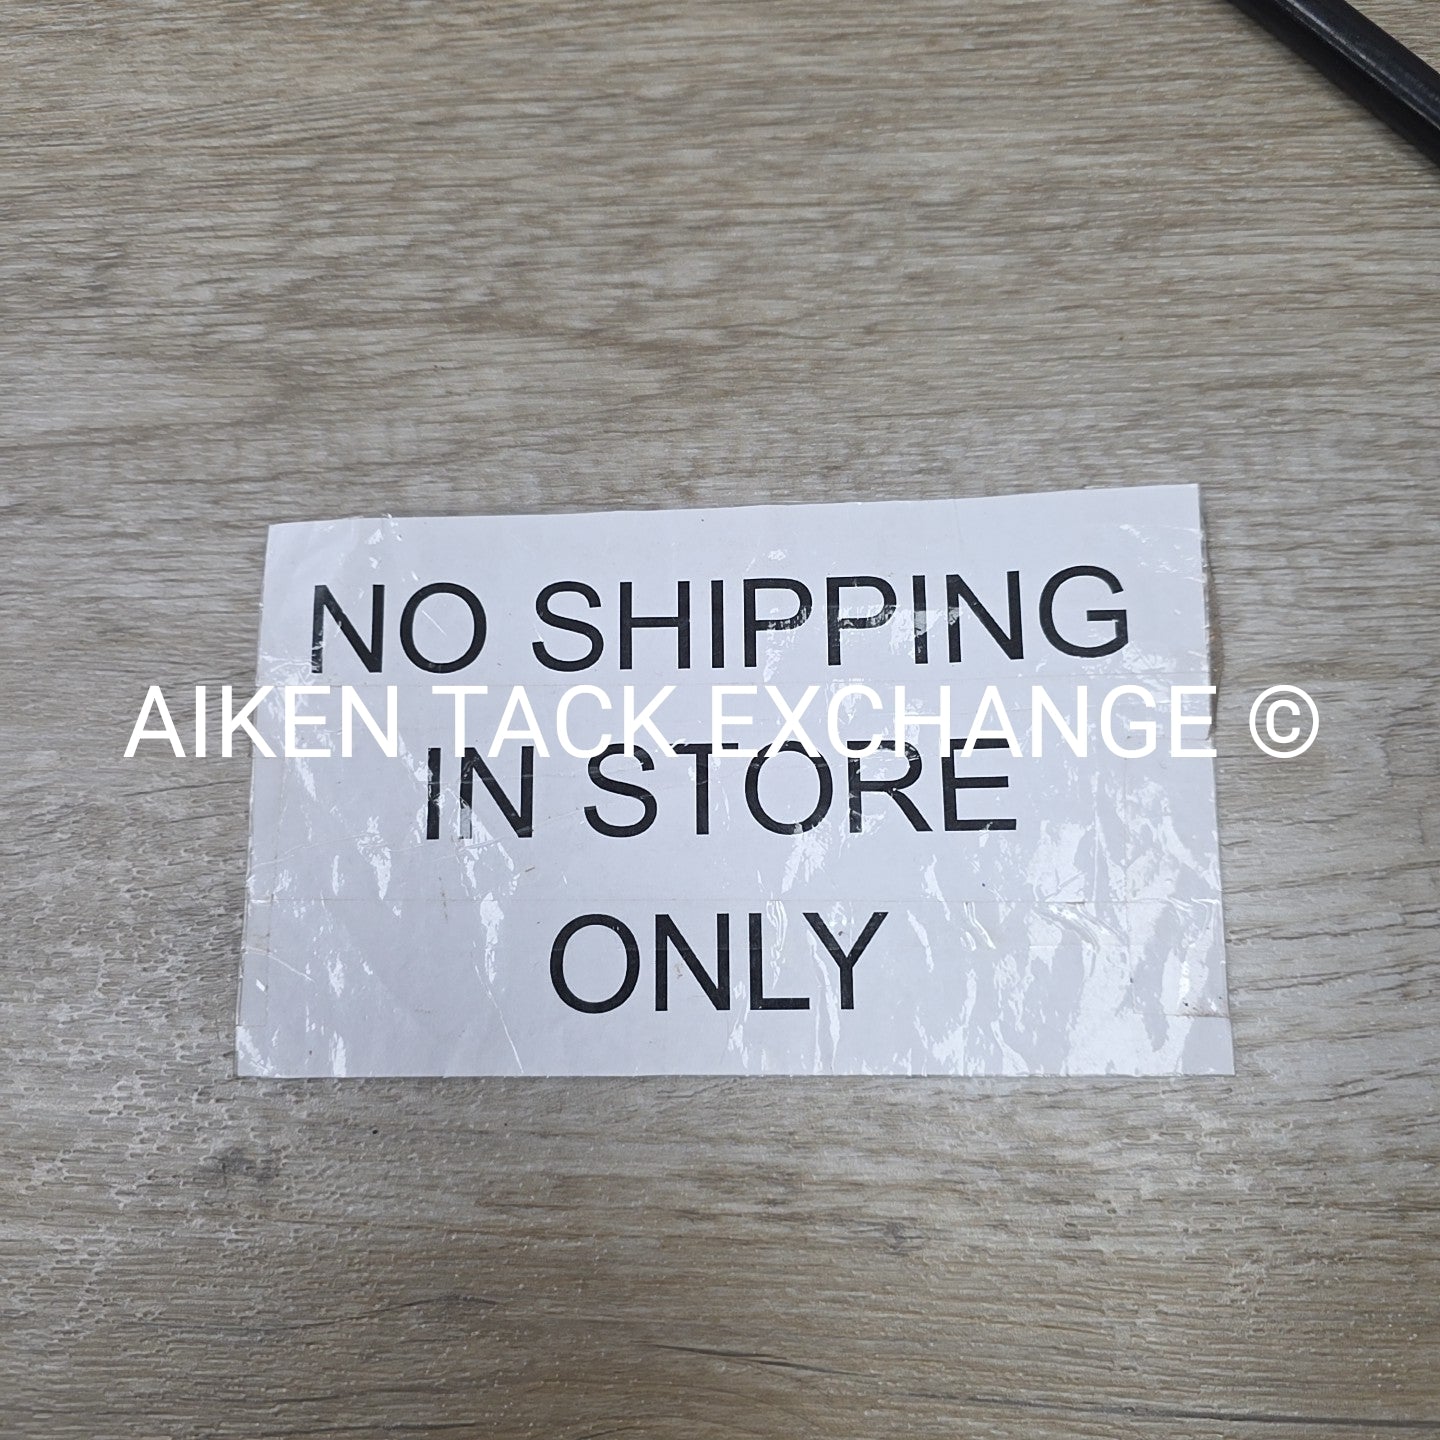 NO SHIPPING
AIKEN TACK EXCHANGE ©
IN STORE
ONLY